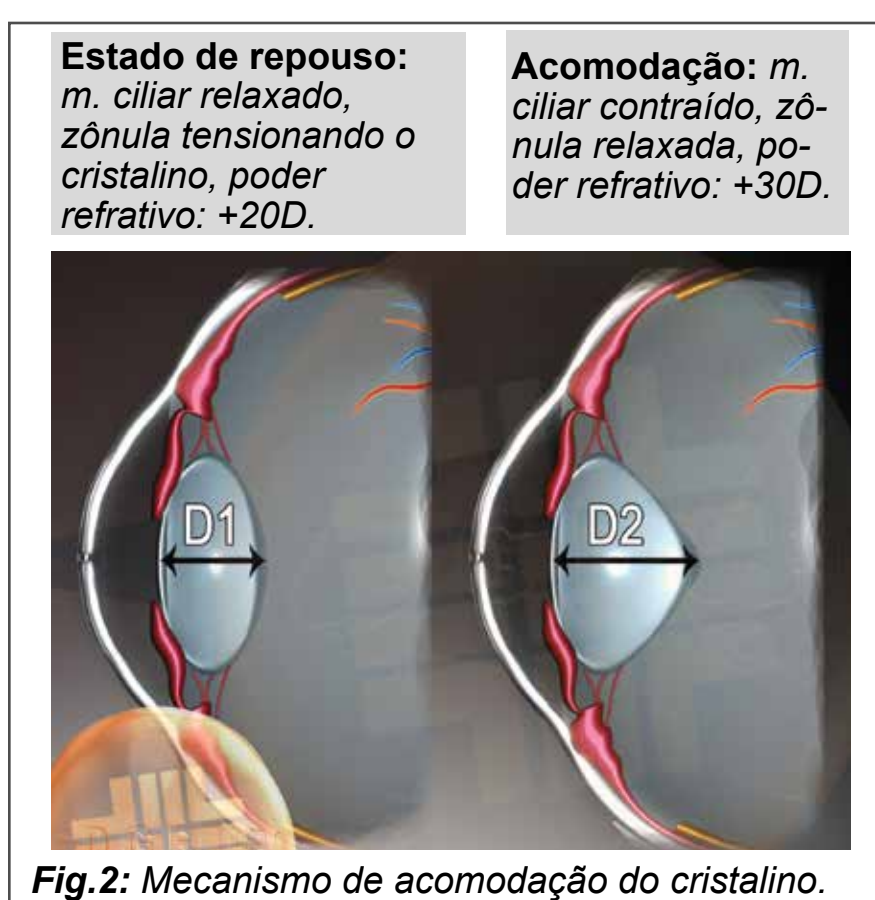 Estado de repouso:
m. ciliar relaxado,
zônula tensionando o
cristalino, poder
refrativo: +20D.
Acomodação: m.
ciliar contraído, zô-
nula relaxada, po-
der refrativo: +30D.
D1
D2
Fig.2: Mecanismo de acomodação do cristalino.